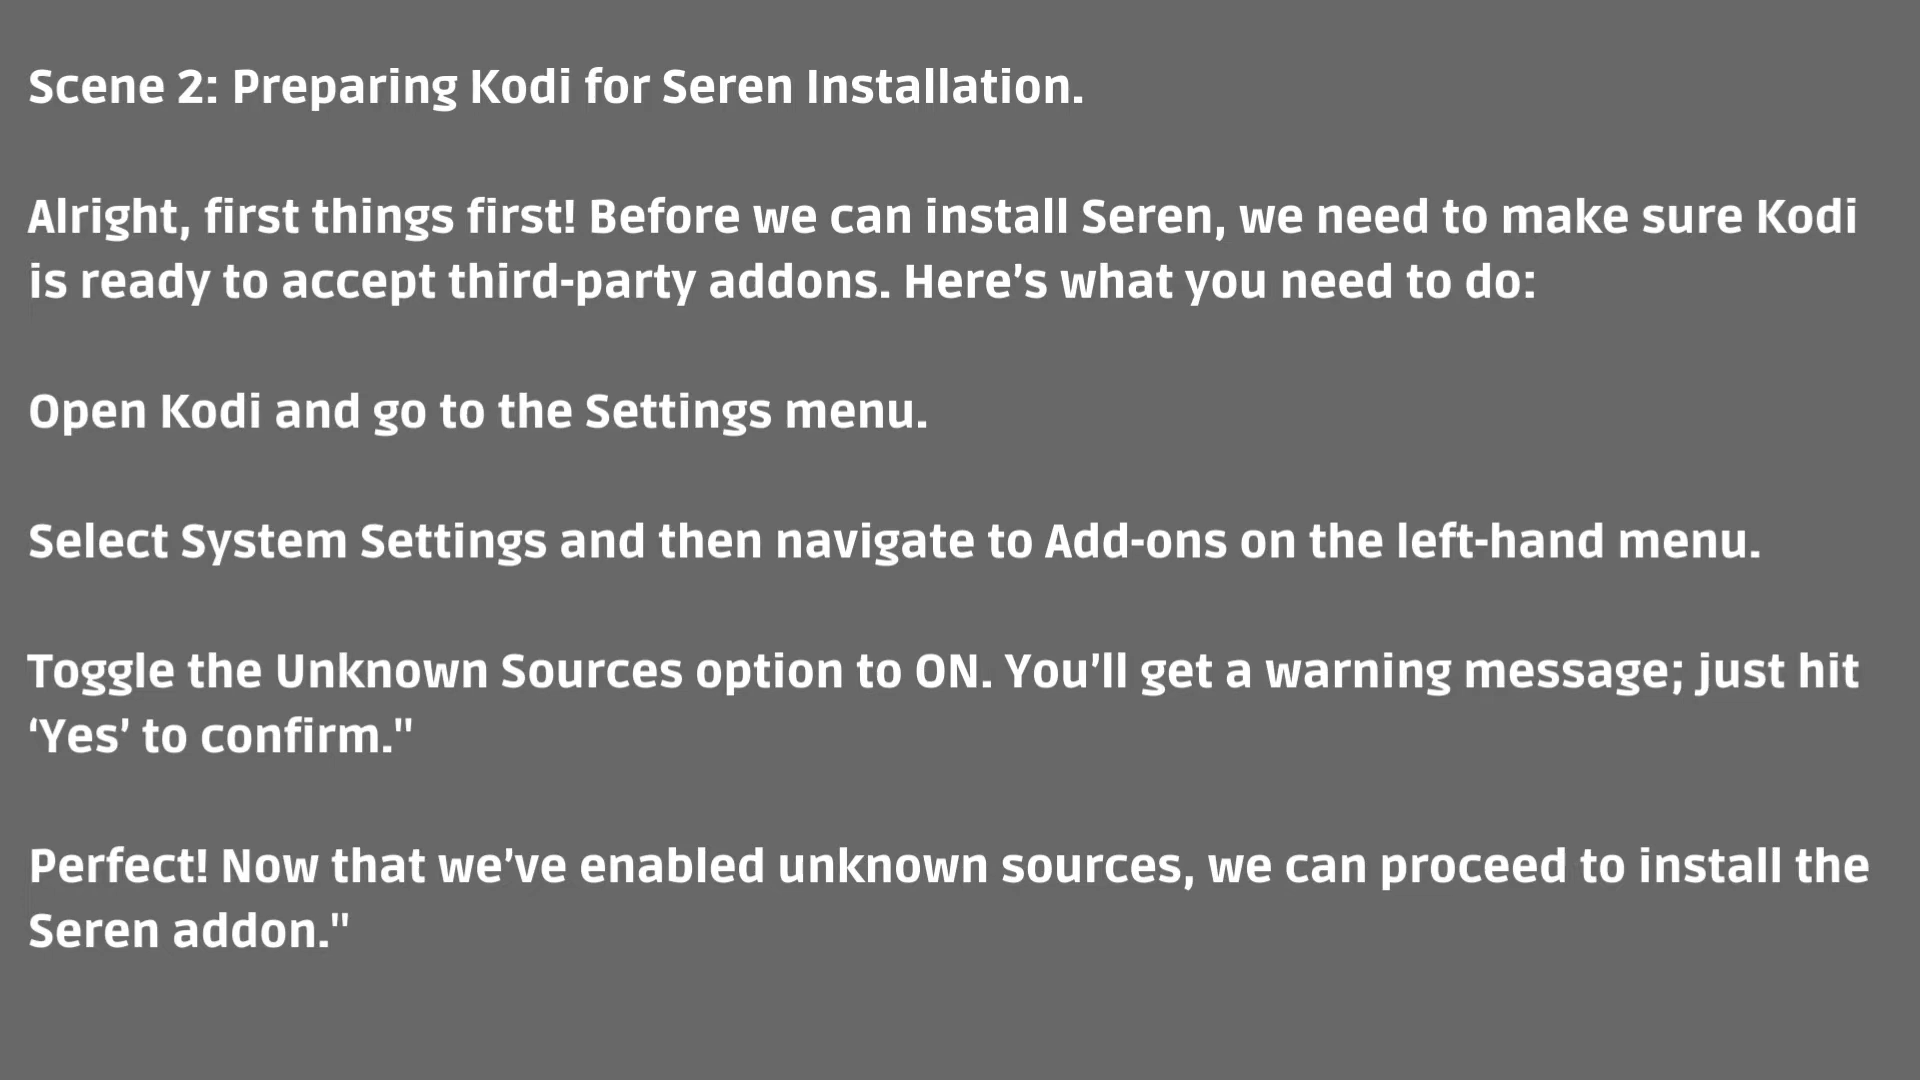 Scene 2: Preparing Kodi for Seren Installation.
Alright, first things first! Before we can install Seren, we need to make sure Kodi
is ready to accept third-party addons. Here’s what you need to do:
Open Kodi and go to the Settings menu.
Select System Settings and then navigate to Add-ons on the left-hand menu.
Toggle the Unknown Sources option to ON. You’ll get a warning message; just hit
‘Yes’ to confirm."
Perfect! Now that we’ve enabled unknown sources, we can proceed to install the
Seren addon."